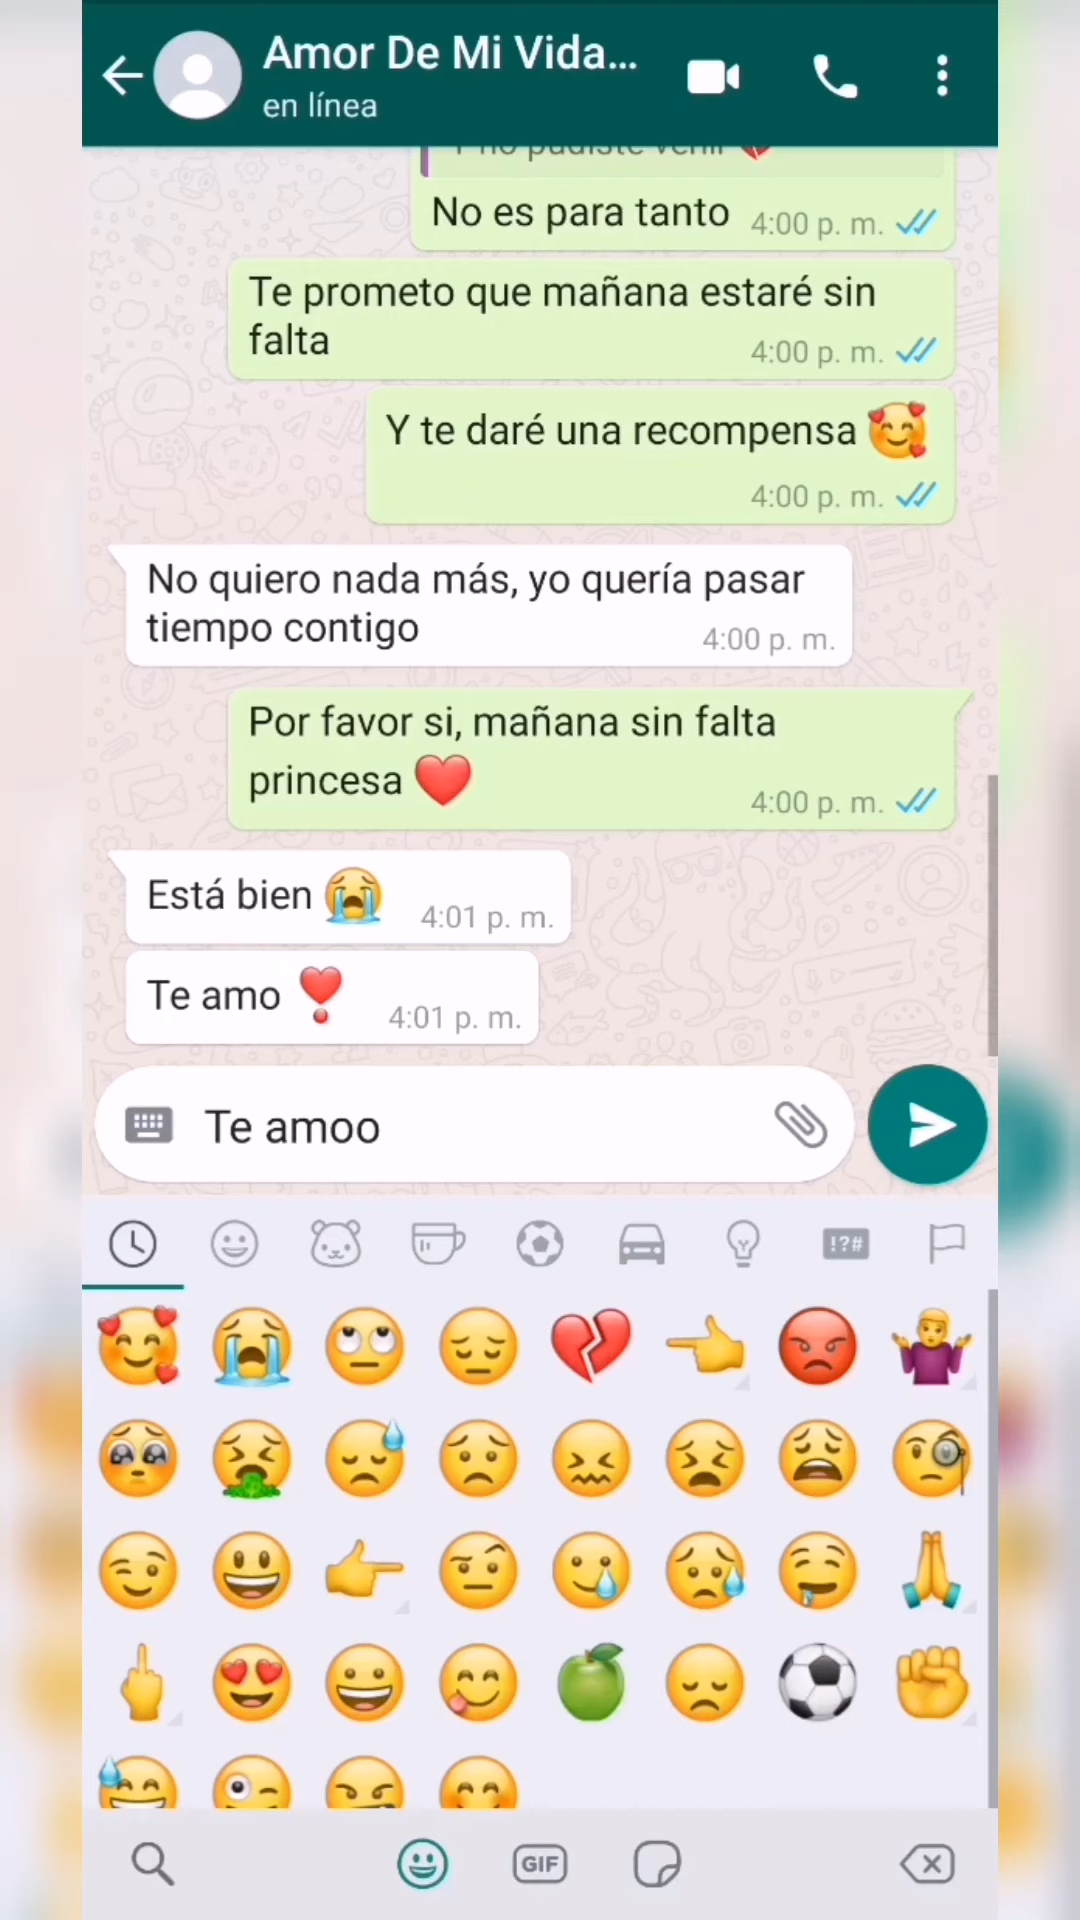 Amor De Mi Vida...
en línea
Y no pudiste venir 💔
No es para tanto 4:00 p. m.
Te prometo que mañana estaré sin
falta 4:00 p. m.
Y te daré una recompensa 🥰
4:00 p. m.
No quiero nada más, yo quería pasar
tiempo contigo 4:00 p. m.
Por favor si, mañana sin falta
princesa ❤️ 4:00 p. m.
Está bien 😭 4:01 p. m.
Te amo ❣️ 4:01 p. m.
Te amoo
!?#
GIF